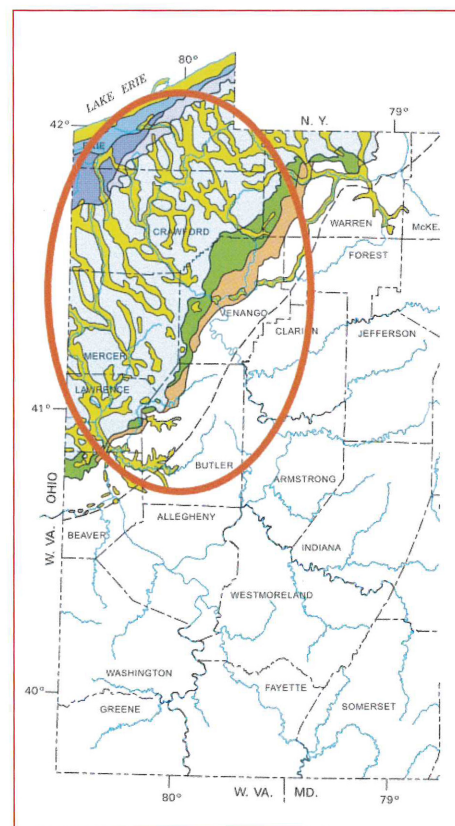 80°
LAKE ERIE
79°
42°
N. Y.
CRAWFORD
WARREN
McKE.
FOREST
VENANGO
CLARION
JEFFERSON
MERCER
LAWRENCE
41°
BUTLER
ARMSTRONG
OHIO
ALLEGHENY
BEAVER
W. VA.
INDIANA
WESTMORELAND
WASHINGTON
40°
FAYETTE
GREENE
SOMERSET
W. VA.
MD.
80°
79°